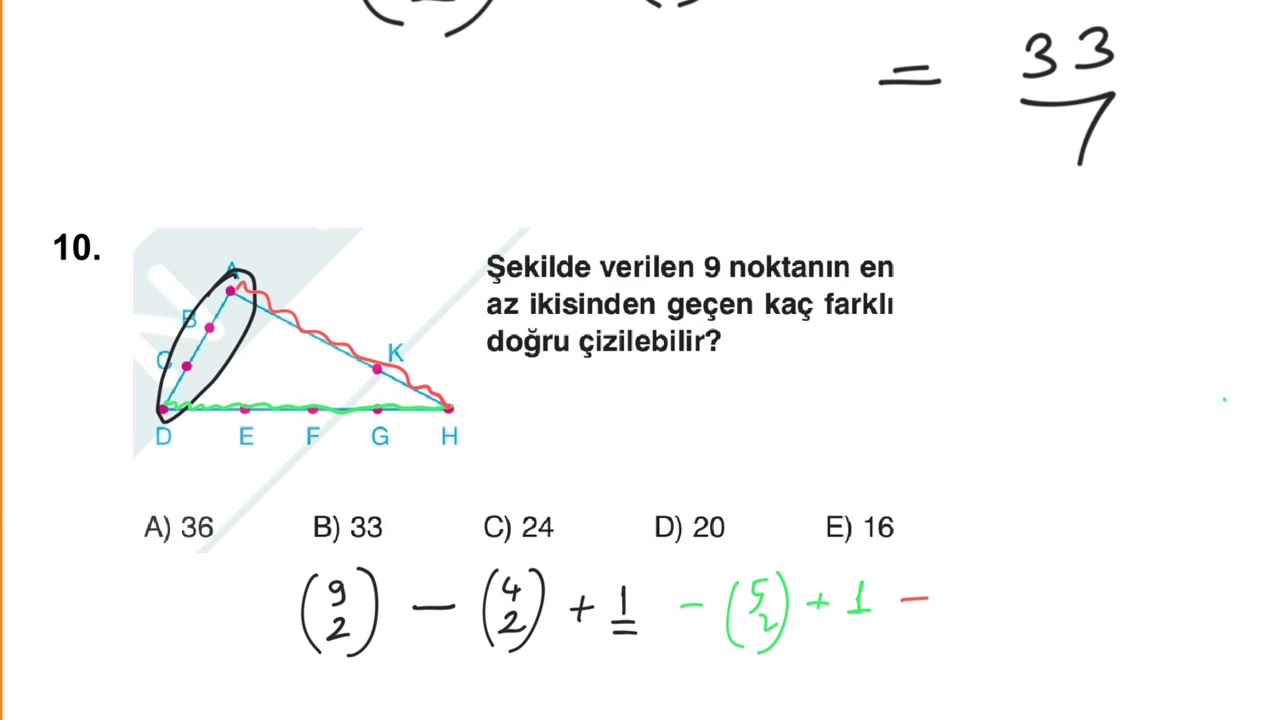 = 33/7
10.
Şekilde verilen 9 noktanın en
az ikisinden geçen kaç farklı
doğru çizilebilir?
A
B
C
K
D E F G H
A) 36 B) 33 C) 24 D) 20 E) 16
(9 2) − (4 2) + 1 − (5 2) + 1 −